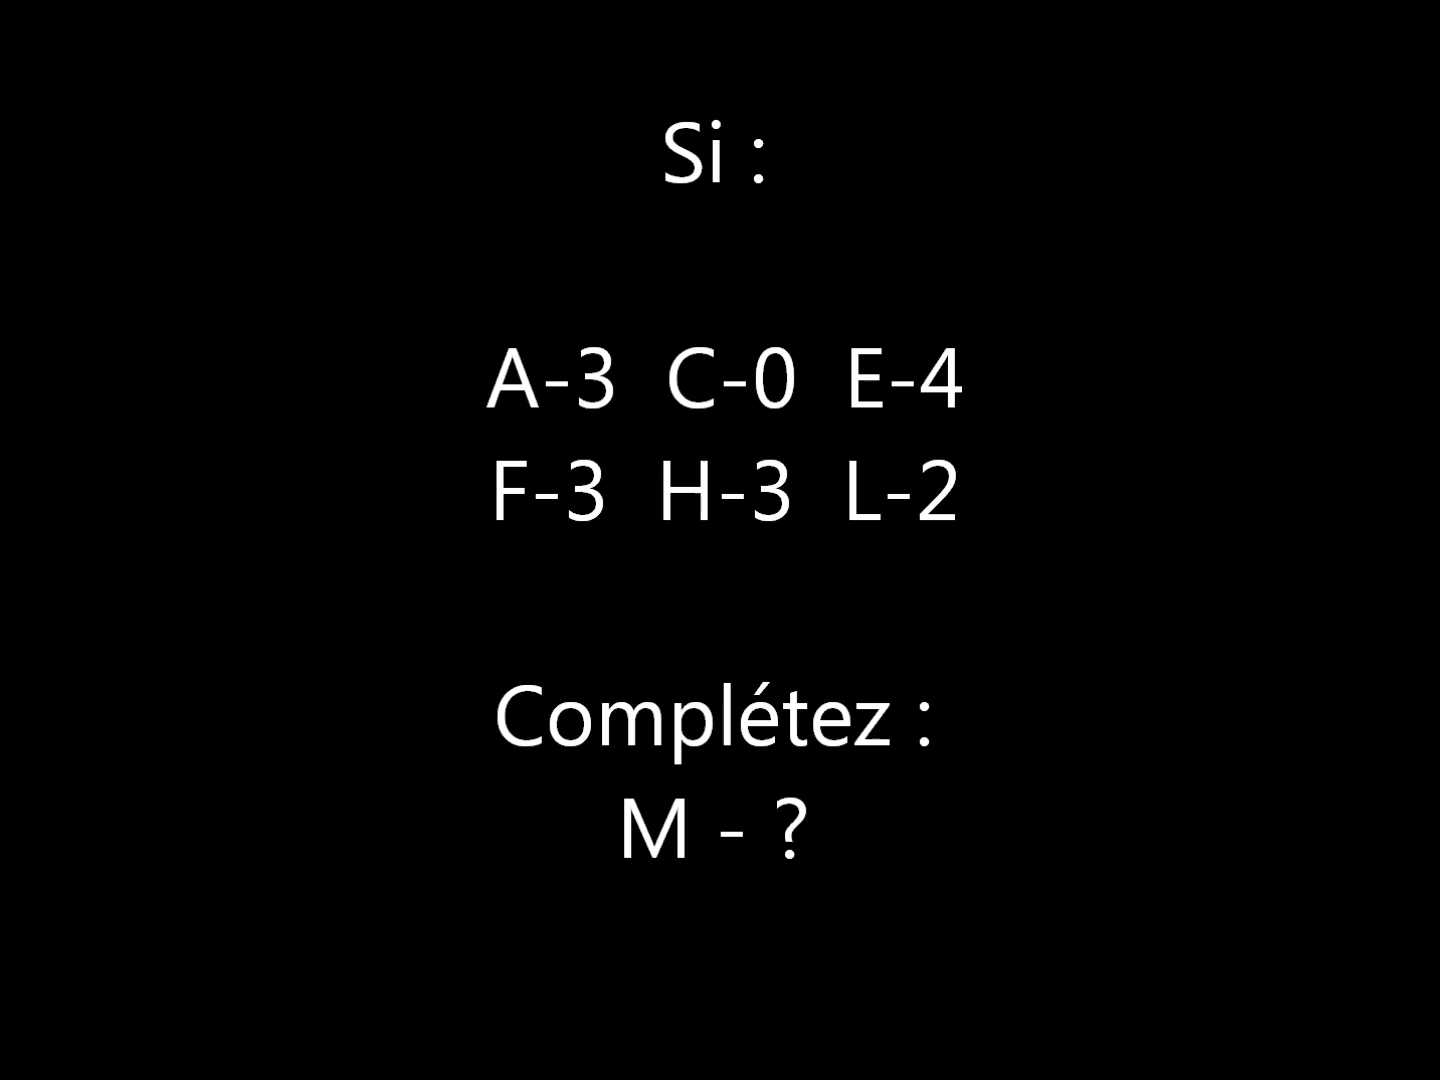 Si :
A-3 C-0 E-4
F-3 H-3 L-2
Complétez :
M - ?